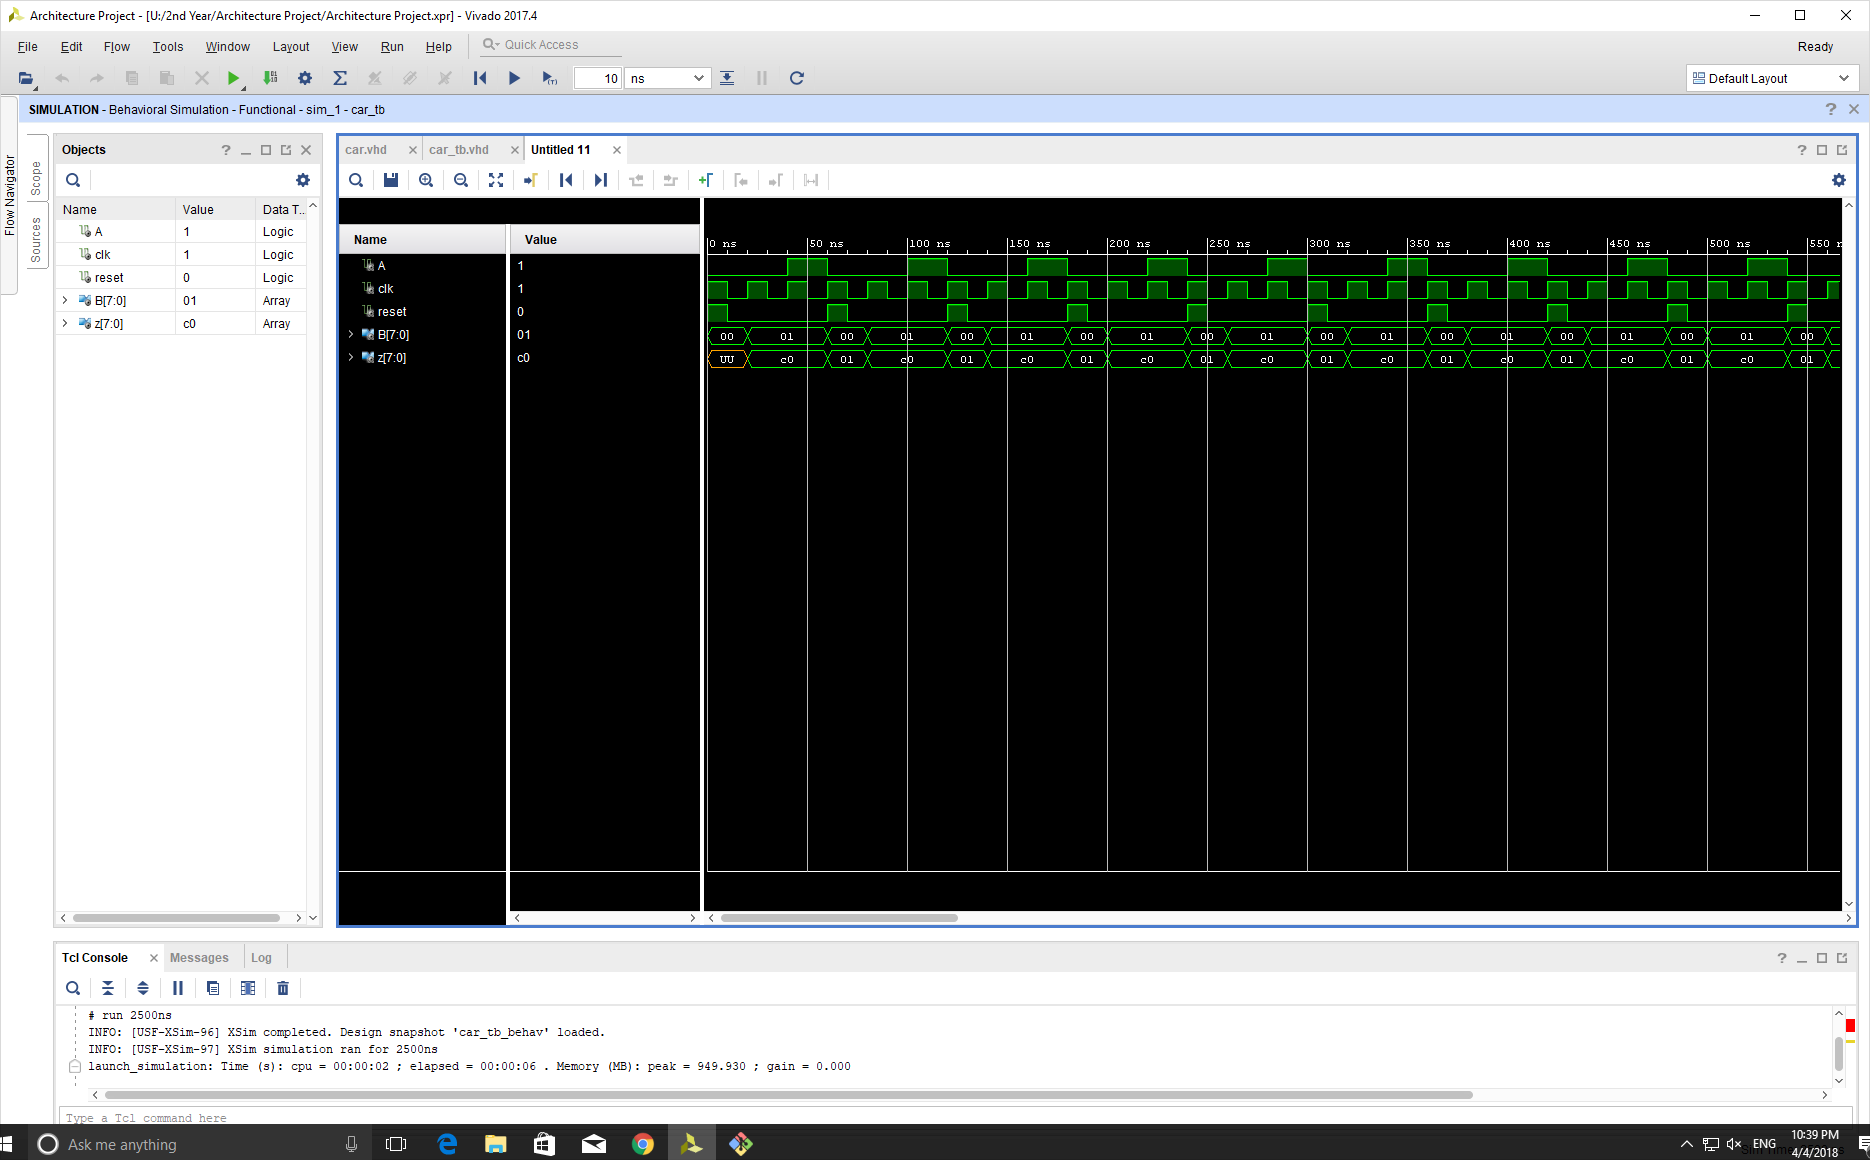 Architecture Project - [U:/2nd Year/Architecture Project/Architecture Project.xpr] - Vivado 2017.4
File Edit Flow Tools Window Layout View Run Help Quick Access Ready
10 ns Default Layout
SIMULATION - Behavioral Simulation - Functional - sim_1 - car_tb
Flow Navigator
Scope
Sources
Objects
Name Value Data T...
A 1 Logic
clk 1 Logic
reset 0 Logic
B[7:0] 01 Array
z[7:0] c0 Array
car.vhd car_tb.vhd Untitled 11
Name Value
0 ns 50 ns 100 ns 150 ns 200 ns 250 ns 300 ns 350 ns 400 ns 450 ns 500 ns 550 n
A 1
clk 1
reset 0
B[7:0] 01 00 01 00 01 00 01 00 01 00 01 00 01 00 01 00 01 00 01 00
z[7:0] c0 UU c0 01 c0 01 c0 01 c0 01 c0 01 c0 01 c0 01 c0 01 c0 01
Tcl Console Messages Log
# run 2500ns
INFO: [USF-XSim-96] XSim completed. Design snapshot 'car_tb_behav' loaded.
INFO: [USF-XSim-97] XSim simulation ran for 2500ns
launch_simulation: Time (s): cpu = 00:00:02 ; elapsed = 00:00:06 . Memory (MB): peak = 949.930 ; gain = 0.000
Type a Tcl command here
Ask me anything
ENG
10:39 PM
4/4/2018